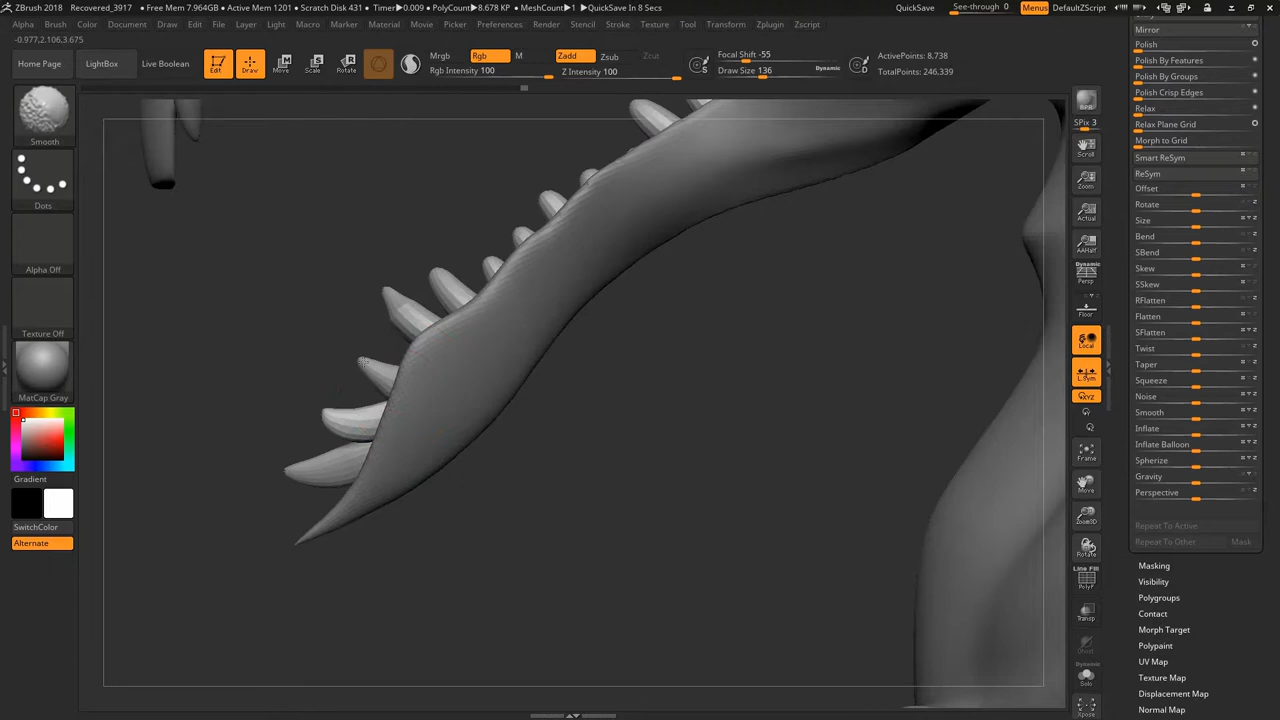 ZBrush 2018 Recovered_3917 • Free Mem 7.964GB • Active Mem 1201 • Scratch Disk 431 • Timer▶0.009 • PolyCount▶8.678 KP • MeshCount▶1 ▶QuickSave In 8 Secs QuickSave See-through 0 Menus DefaultZScript
Alpha Brush Color Document Draw Edit File Layer Light Macro Marker Material Movie Picker Preferences Render Stencil Stroke Texture Tool Transform Zplugin Zscript
-0.977,2.106,3.675
Home Page LightBox Live Boolean Edit Draw Move Scale Rotate
Mrgb Rgb M Zadd Zsub Zcut
Rgb Intensity 100 Z Intensity 100
Focal Shift -55
Draw Size 136 Dynamic
S
D
ActivePoints: 8,738
TotalPoints: 246,339
Smooth
Dots
Alpha Off
Texture Off
MatCap Gray
Gradient
SwitchColor
Alternate
BPR
SPix 3
Scroll
Zoom
Actual
AAHalf
Dynamic
Persp
Floor
Local
L.Sym
XYZ
Frame
Move
Zoom3D
Rotate
Line Fill
PolyF
Transp
Ghost
Dynamic
Solo
Xpose
Mirror
Polish
Polish By Features
Polish By Groups
Polish Crisp Edges
Relax
Relax Plane Grid
Morph to Grid
Smart ReSym
ReSym
Offset
Rotate
Size
Bend
SBend
Skew
SSkew
RFlatten
Flatten
SFlatten
Twist
Taper
Squeeze
Noise
Smooth
Inflate
Inflate Balloon
Spherize
Gravity
Perspective
Repeat To Active
Repeat To Other Mask
Masking
Visibility
Polygroups
Contact
Morph Target
Polypaint
UV Map
Texture Map
Displacement Map
Normal Map